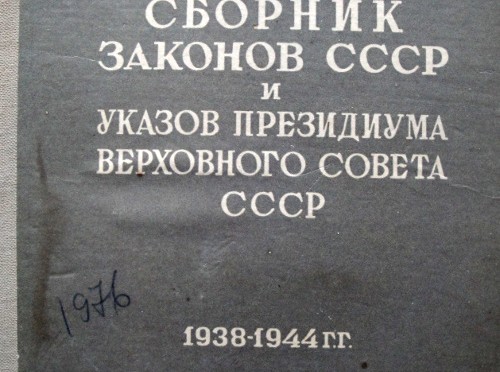 СБОРНИК
ЗАКОНОВ СССР
и
УКАЗОВ ПРЕЗИДИУМА
ВЕРХОВНОГО СОВЕТА
СССР
1976
1938-1944 Г.Г.